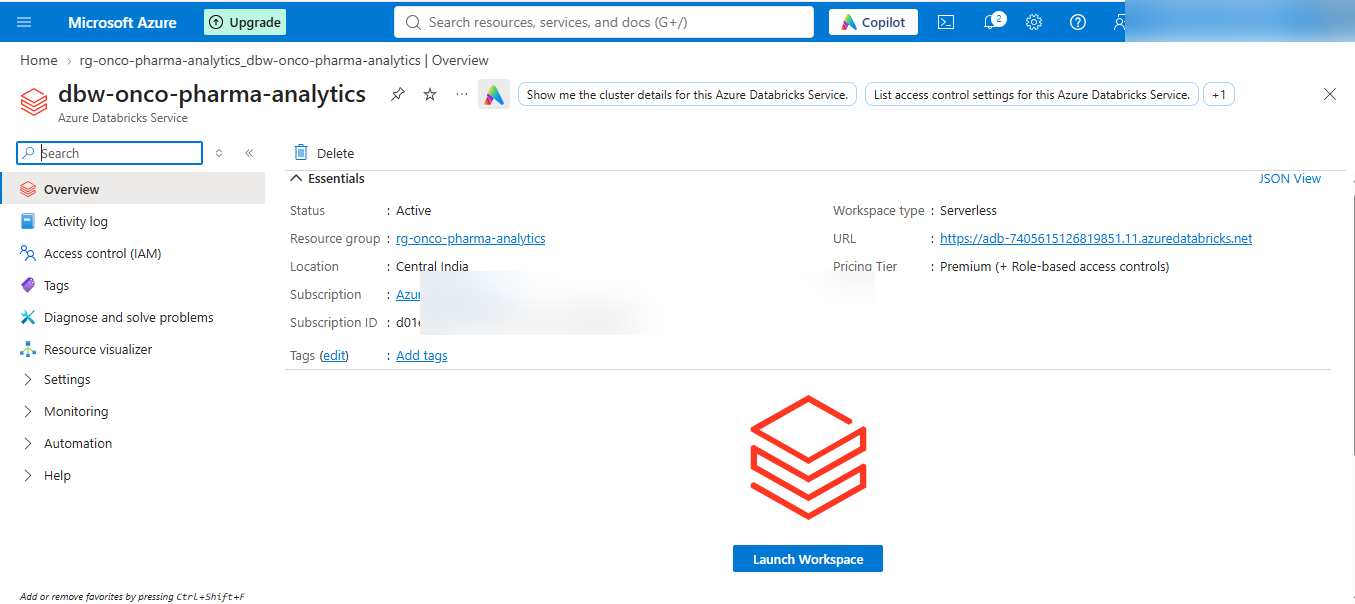 Microsoft Azure
Upgrade
Search resources, services, and docs (G+/)
Copilot
2
Home > rg-onco-pharma-analytics_dbw-onco-pharma-analytics | Overview
dbw-onco-pharma-analytics
Azure Databricks Service
Show me the cluster details for this Azure Databricks Service.
List access control settings for this Azure Databricks Service.
+1
Search
Overview
Activity log
Access control (IAM)
Tags
Diagnose and solve problems
Resource visualizer
Settings
Monitoring
Automation
Help
Add or remove favorites by pressing Ctrl+Shift+F
Delete
Essentials
JSON View
Status : Active
Resource group : rg-onco-pharma-analytics
Location : Central India
Subscription :
Subscription ID :
Tags (edit) : Add tags
Workspace type : Serverless
URL : https://adb-7405615126819851.11.azuredatabricks.net
Pricing Tier : Premium (+ Role-based access controls)
Launch Workspace